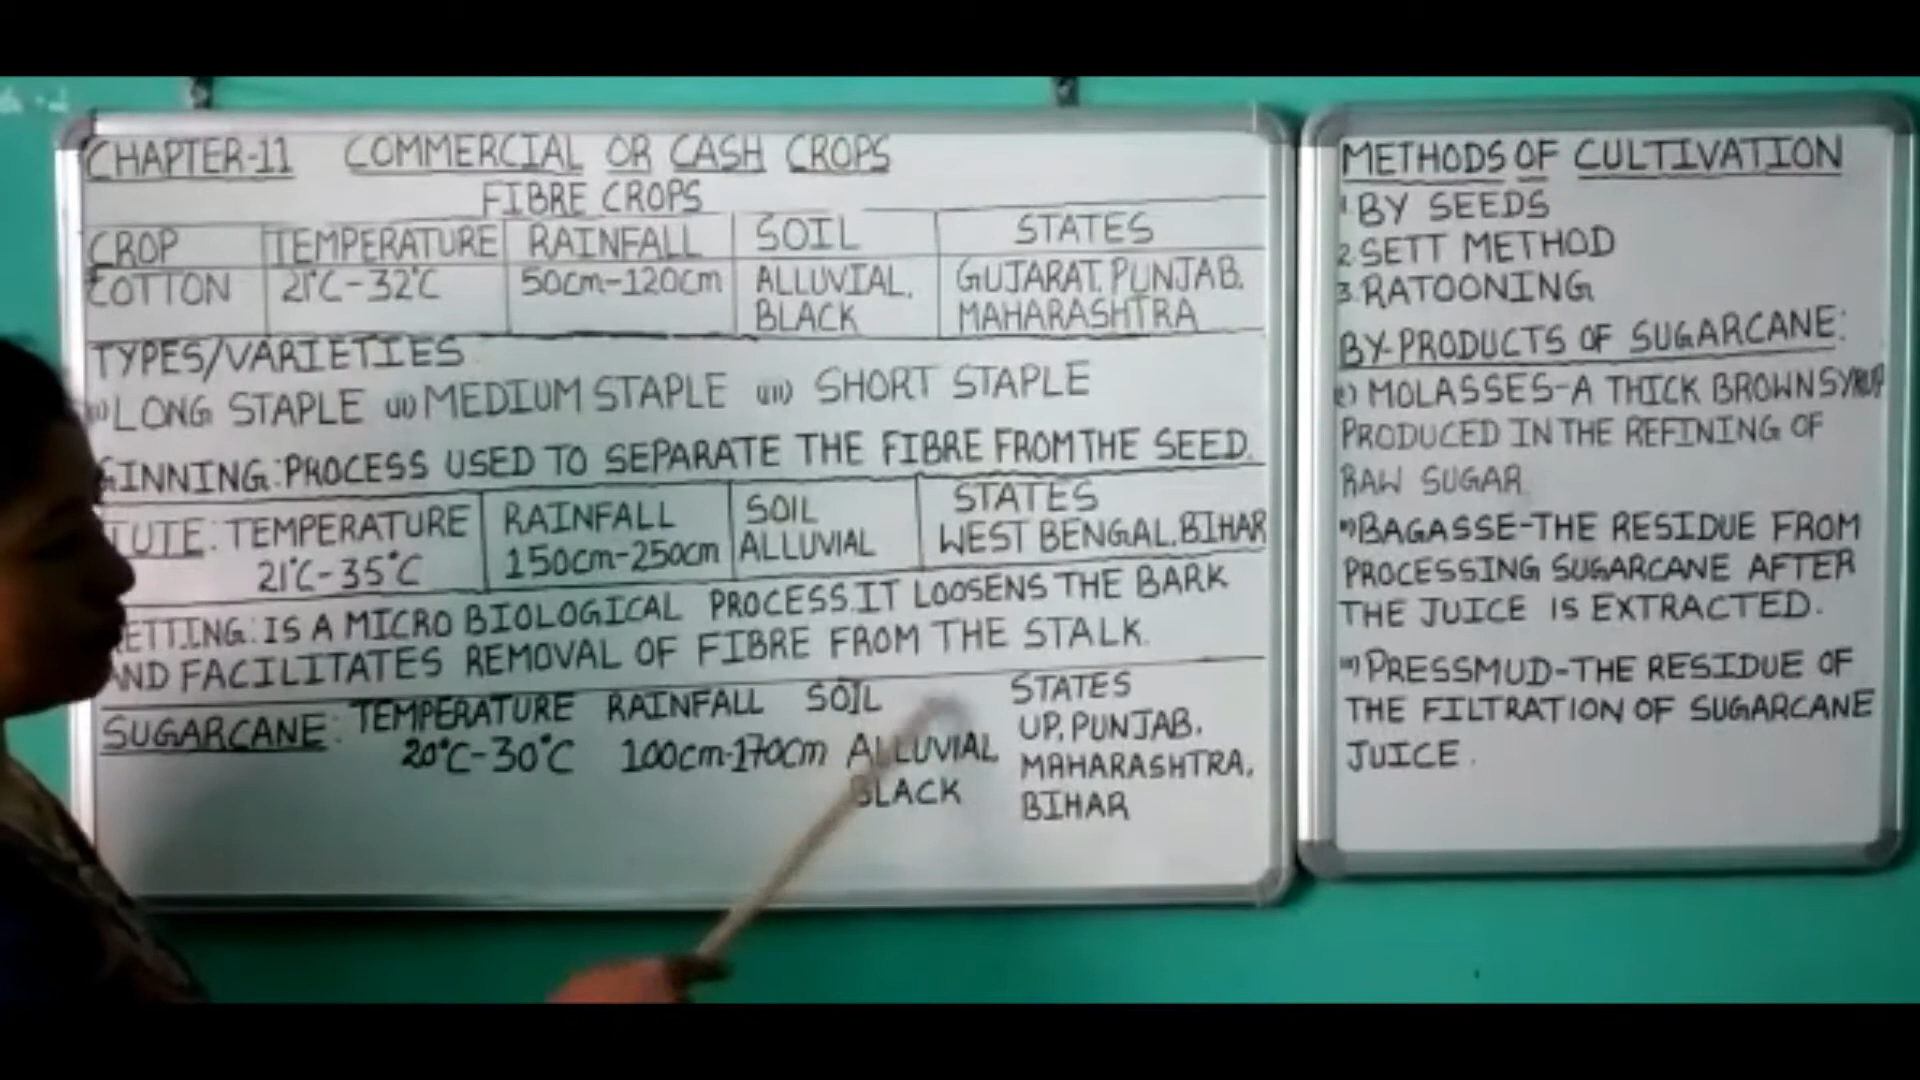 CHAPTER-11 COMMERCIAL OR CASH CROPS
FIBRE CROPS
CROP TEMPERATURE RAINFALL SOIL STATES
COTTON 21°C-32°C 50cm-120cm ALLUVIAL, GUJARAT, PUNJAB,
BLACK MAHARASHTRA
TYPES/VARIETIES
i) LONG STAPLE ii) MEDIUM STAPLE iii) SHORT STAPLE
GINNING: PROCESS USED TO SEPARATE THE FIBRE FROM THE SEED.
JUTE: TEMPERATURE RAINFALL SOIL STATES
21°C-35°C 150cm-250cm ALLUVIAL WEST BENGAL, BIHAR
RETTING: IS A MICRO BIOLOGICAL PROCESS. IT LOOSENS THE BARK
AND FACILITATES REMOVAL OF FIBRE FROM THE STALK.
SUGARCANE: TEMPERATURE RAINFALL SOIL STATES
20°C-30°C 100cm-170cm ALLUVIAL UP, PUNJAB,
BLACK MAHARASHTRA,
BIHAR
METHODS OF CULTIVATION
1 BY SEEDS
2. SETT METHOD
3. RATOONING
BY-PRODUCTS OF SUGARCANE:
i) MOLASSES-A THICK BROWN SYRUP
PRODUCED IN THE REFINING OF
RAW SUGAR.
ii) BAGASSE-THE RESIDUE FROM
PROCESSING SUGARCANE AFTER
THE JUICE IS EXTRACTED.
iii) PRESSMUD-THE RESIDUE OF
THE FILTRATION OF SUGARCANE
JUICE.